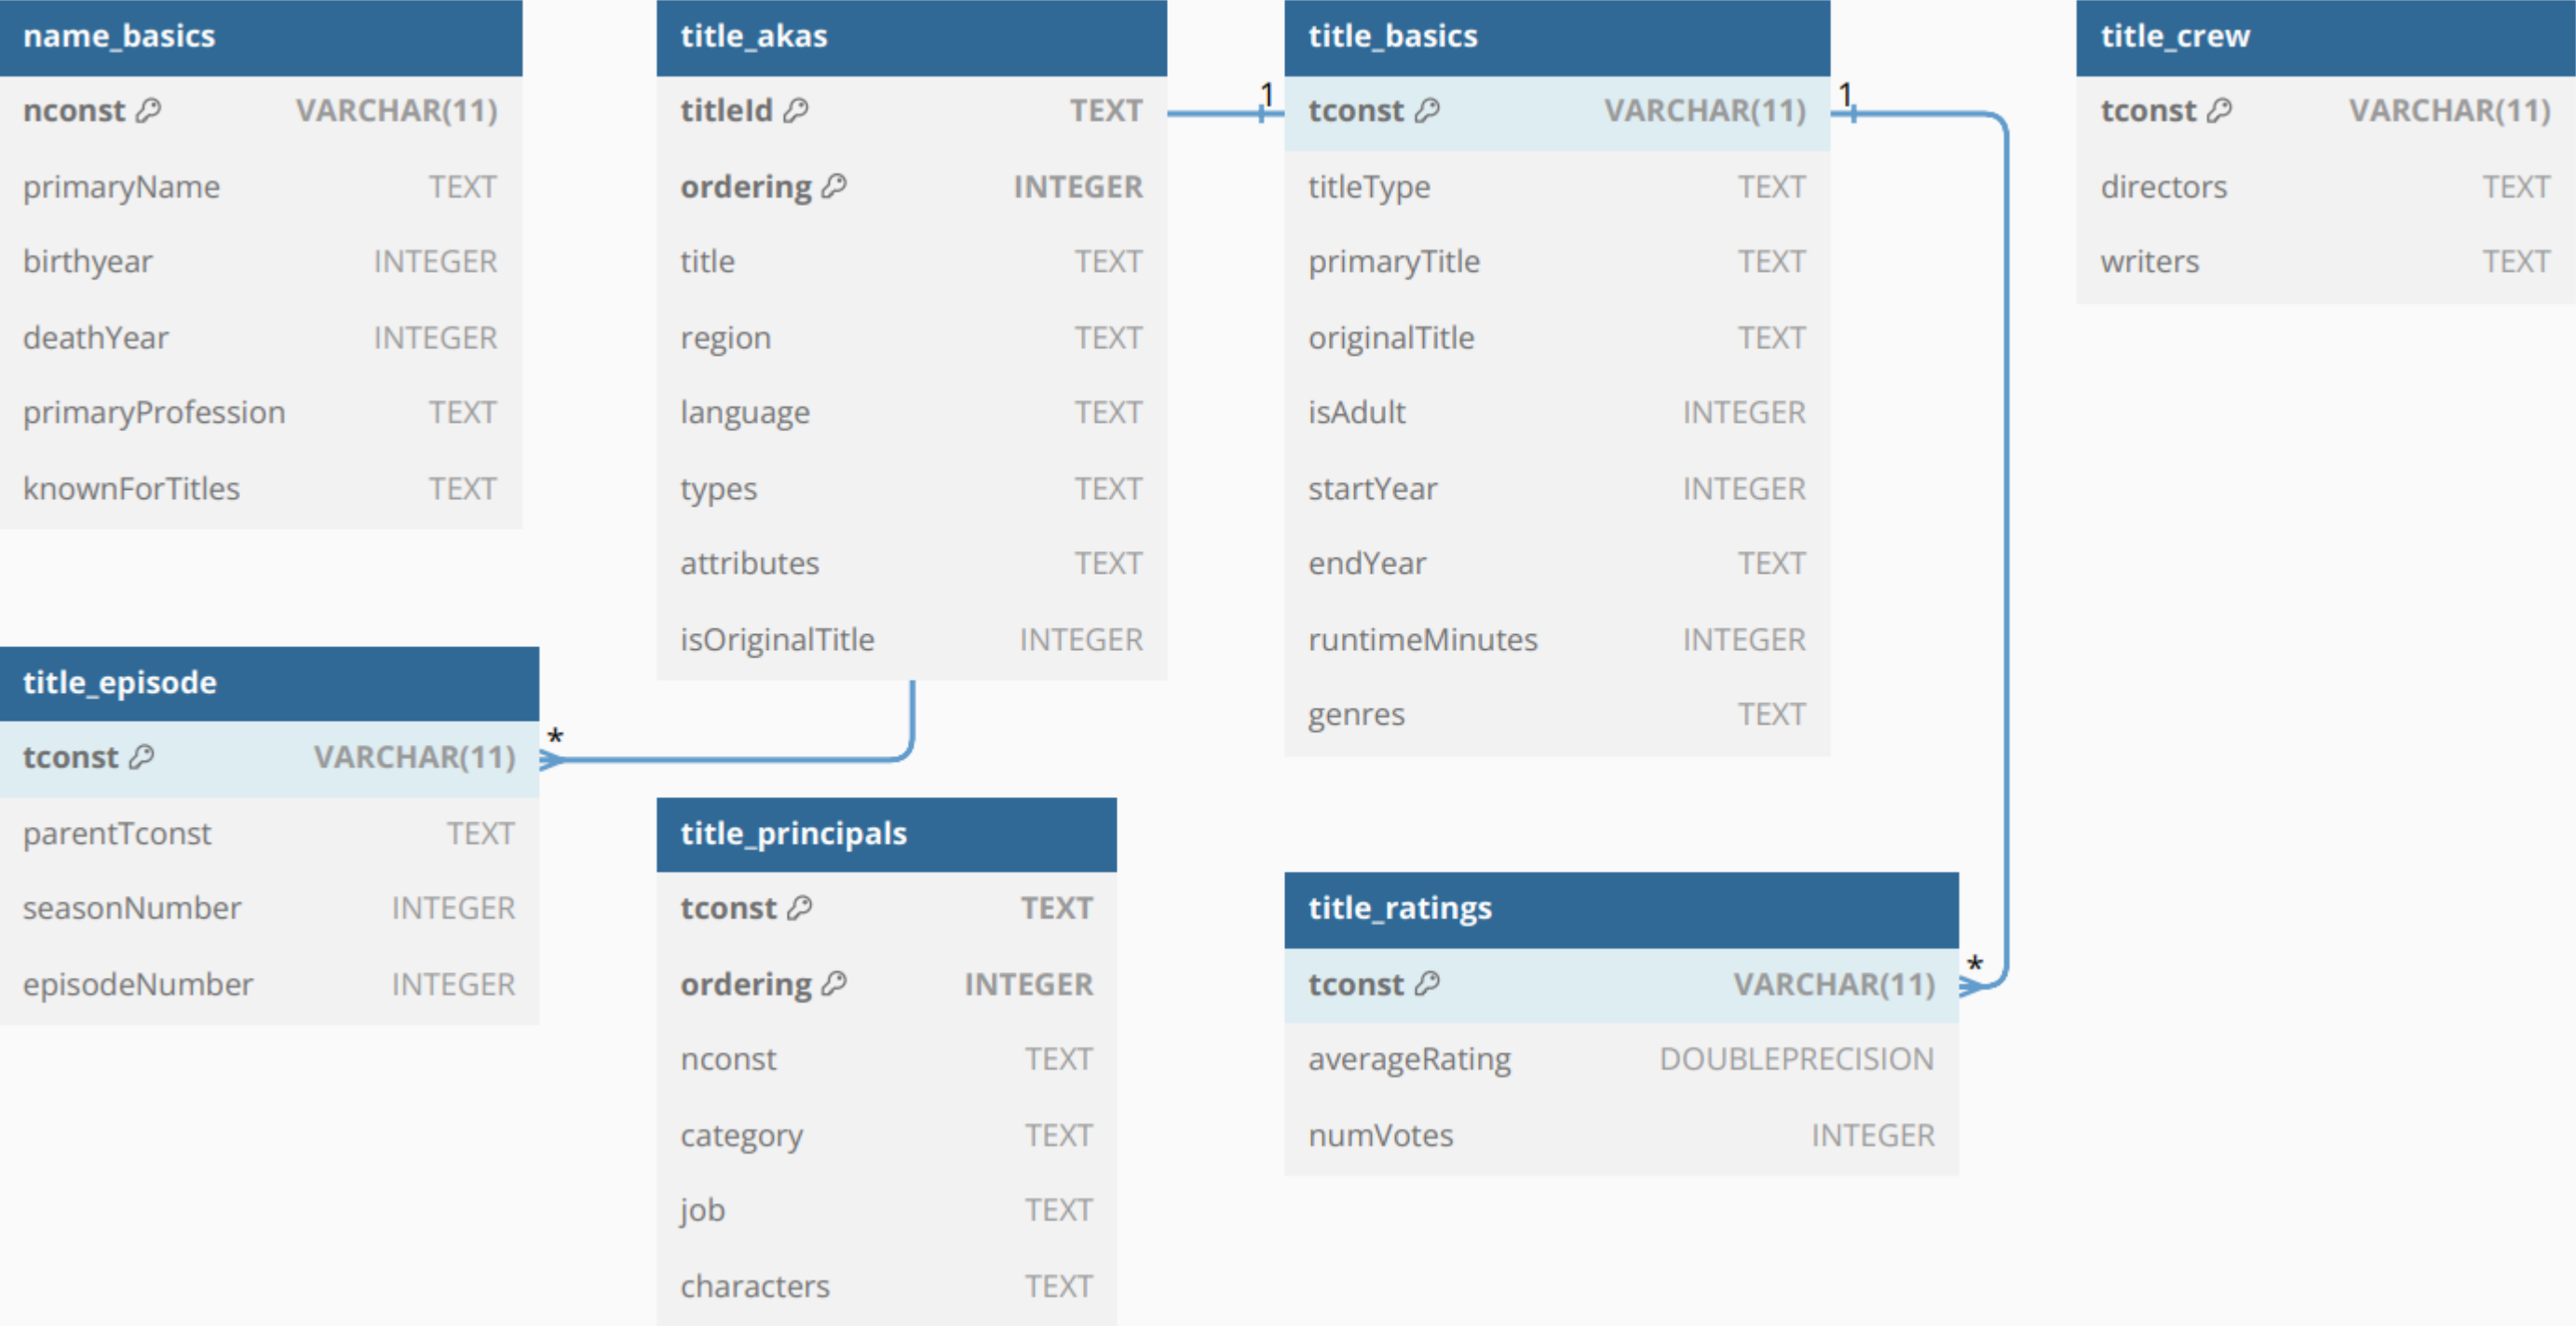 name_basics
nconst VARCHAR(11)
primaryName TEXT
birthyear INTEGER
deathYear INTEGER
primaryProfession TEXT
knownForTitles TEXT
title_akas
titleId TEXT
ordering INTEGER
title TEXT
region TEXT
language TEXT
types TEXT
attributes TEXT
isOriginalTitle INTEGER
1
title_basics
tconst VARCHAR(11)
titleType TEXT
primaryTitle TEXT
originalTitle TEXT
isAdult INTEGER
startYear INTEGER
endYear TEXT
runtimeMinutes INTEGER
genres TEXT
1
title_crew
tconst VARCHAR(11)
directors TEXT
writers TEXT
title_episode
tconst VARCHAR(11)
parentTconst TEXT
seasonNumber INTEGER
episodeNumber INTEGER
*
title_principals
tconst TEXT
ordering INTEGER
nconst TEXT
category TEXT
job TEXT
characters TEXT
title_ratings
tconst VARCHAR(11)
averageRating DOUBLEPRECISION
numVotes INTEGER
*